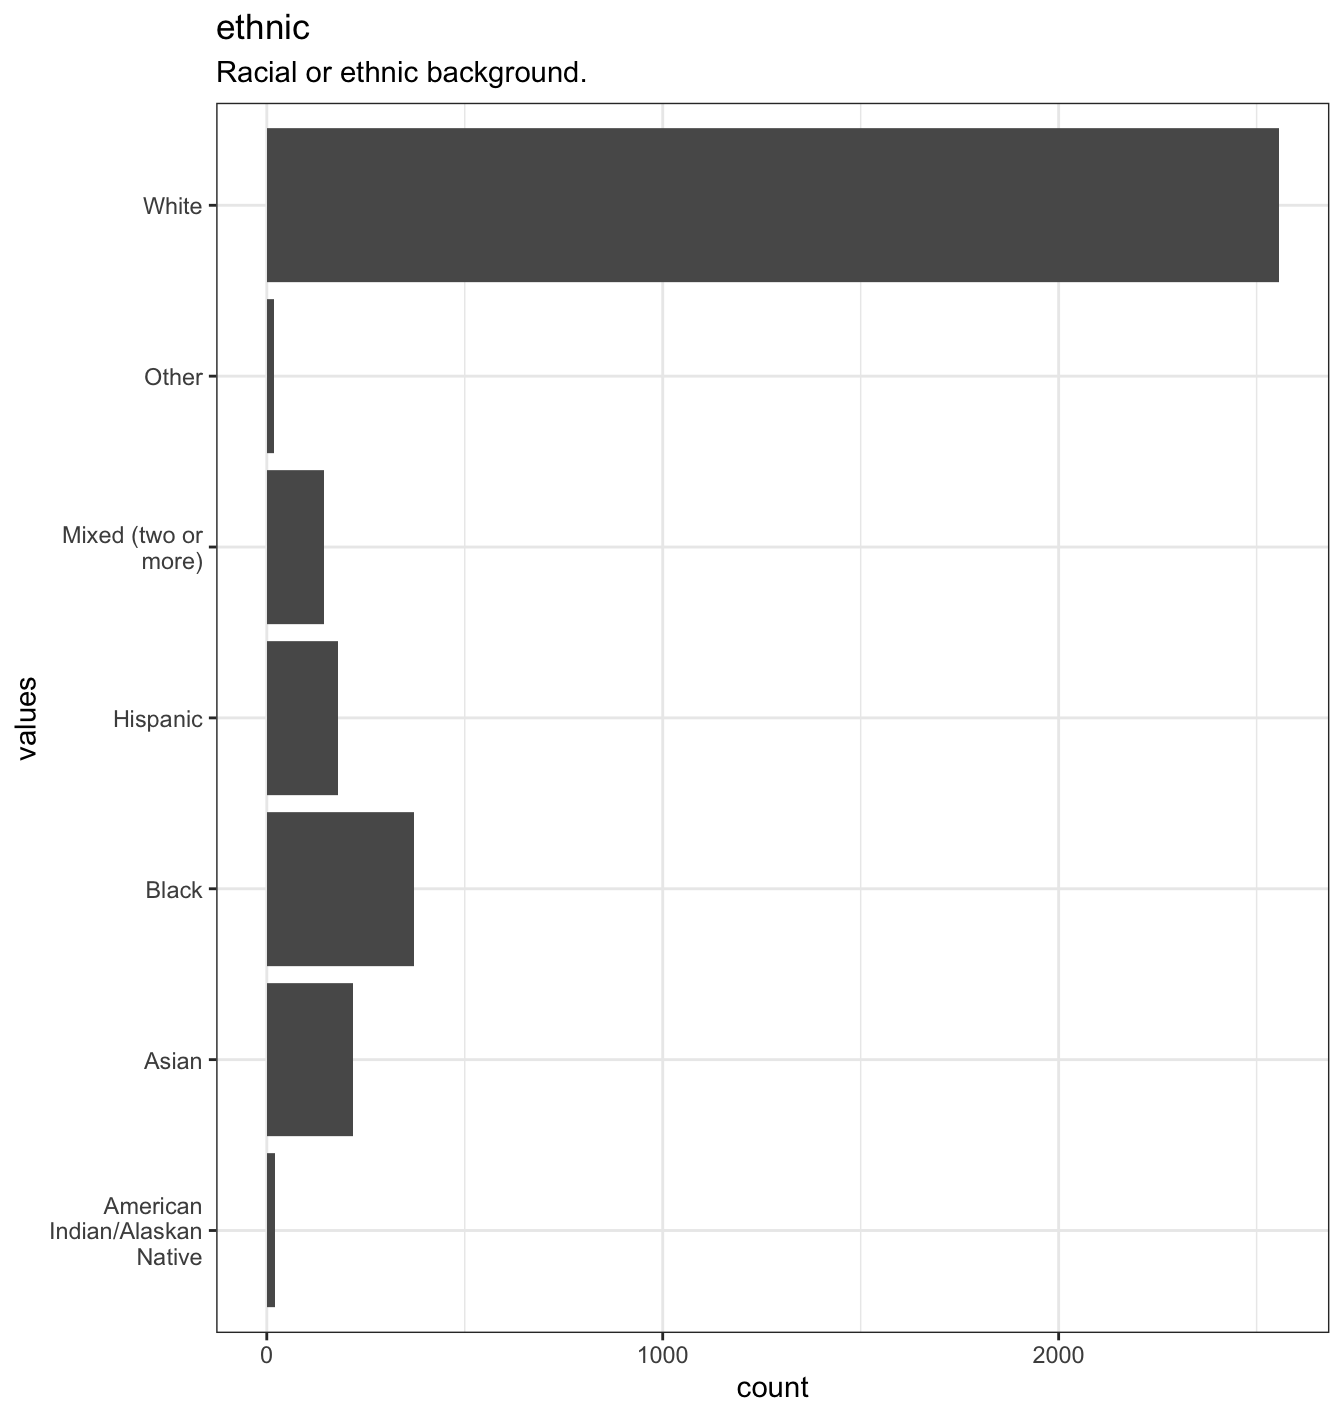 ethnic
Racial or ethnic background.
White
Other
Mixed (two or
more)
Hispanic
Black
Asian
American
Indian/Alaskan
Native
values
0 1000 2000
count